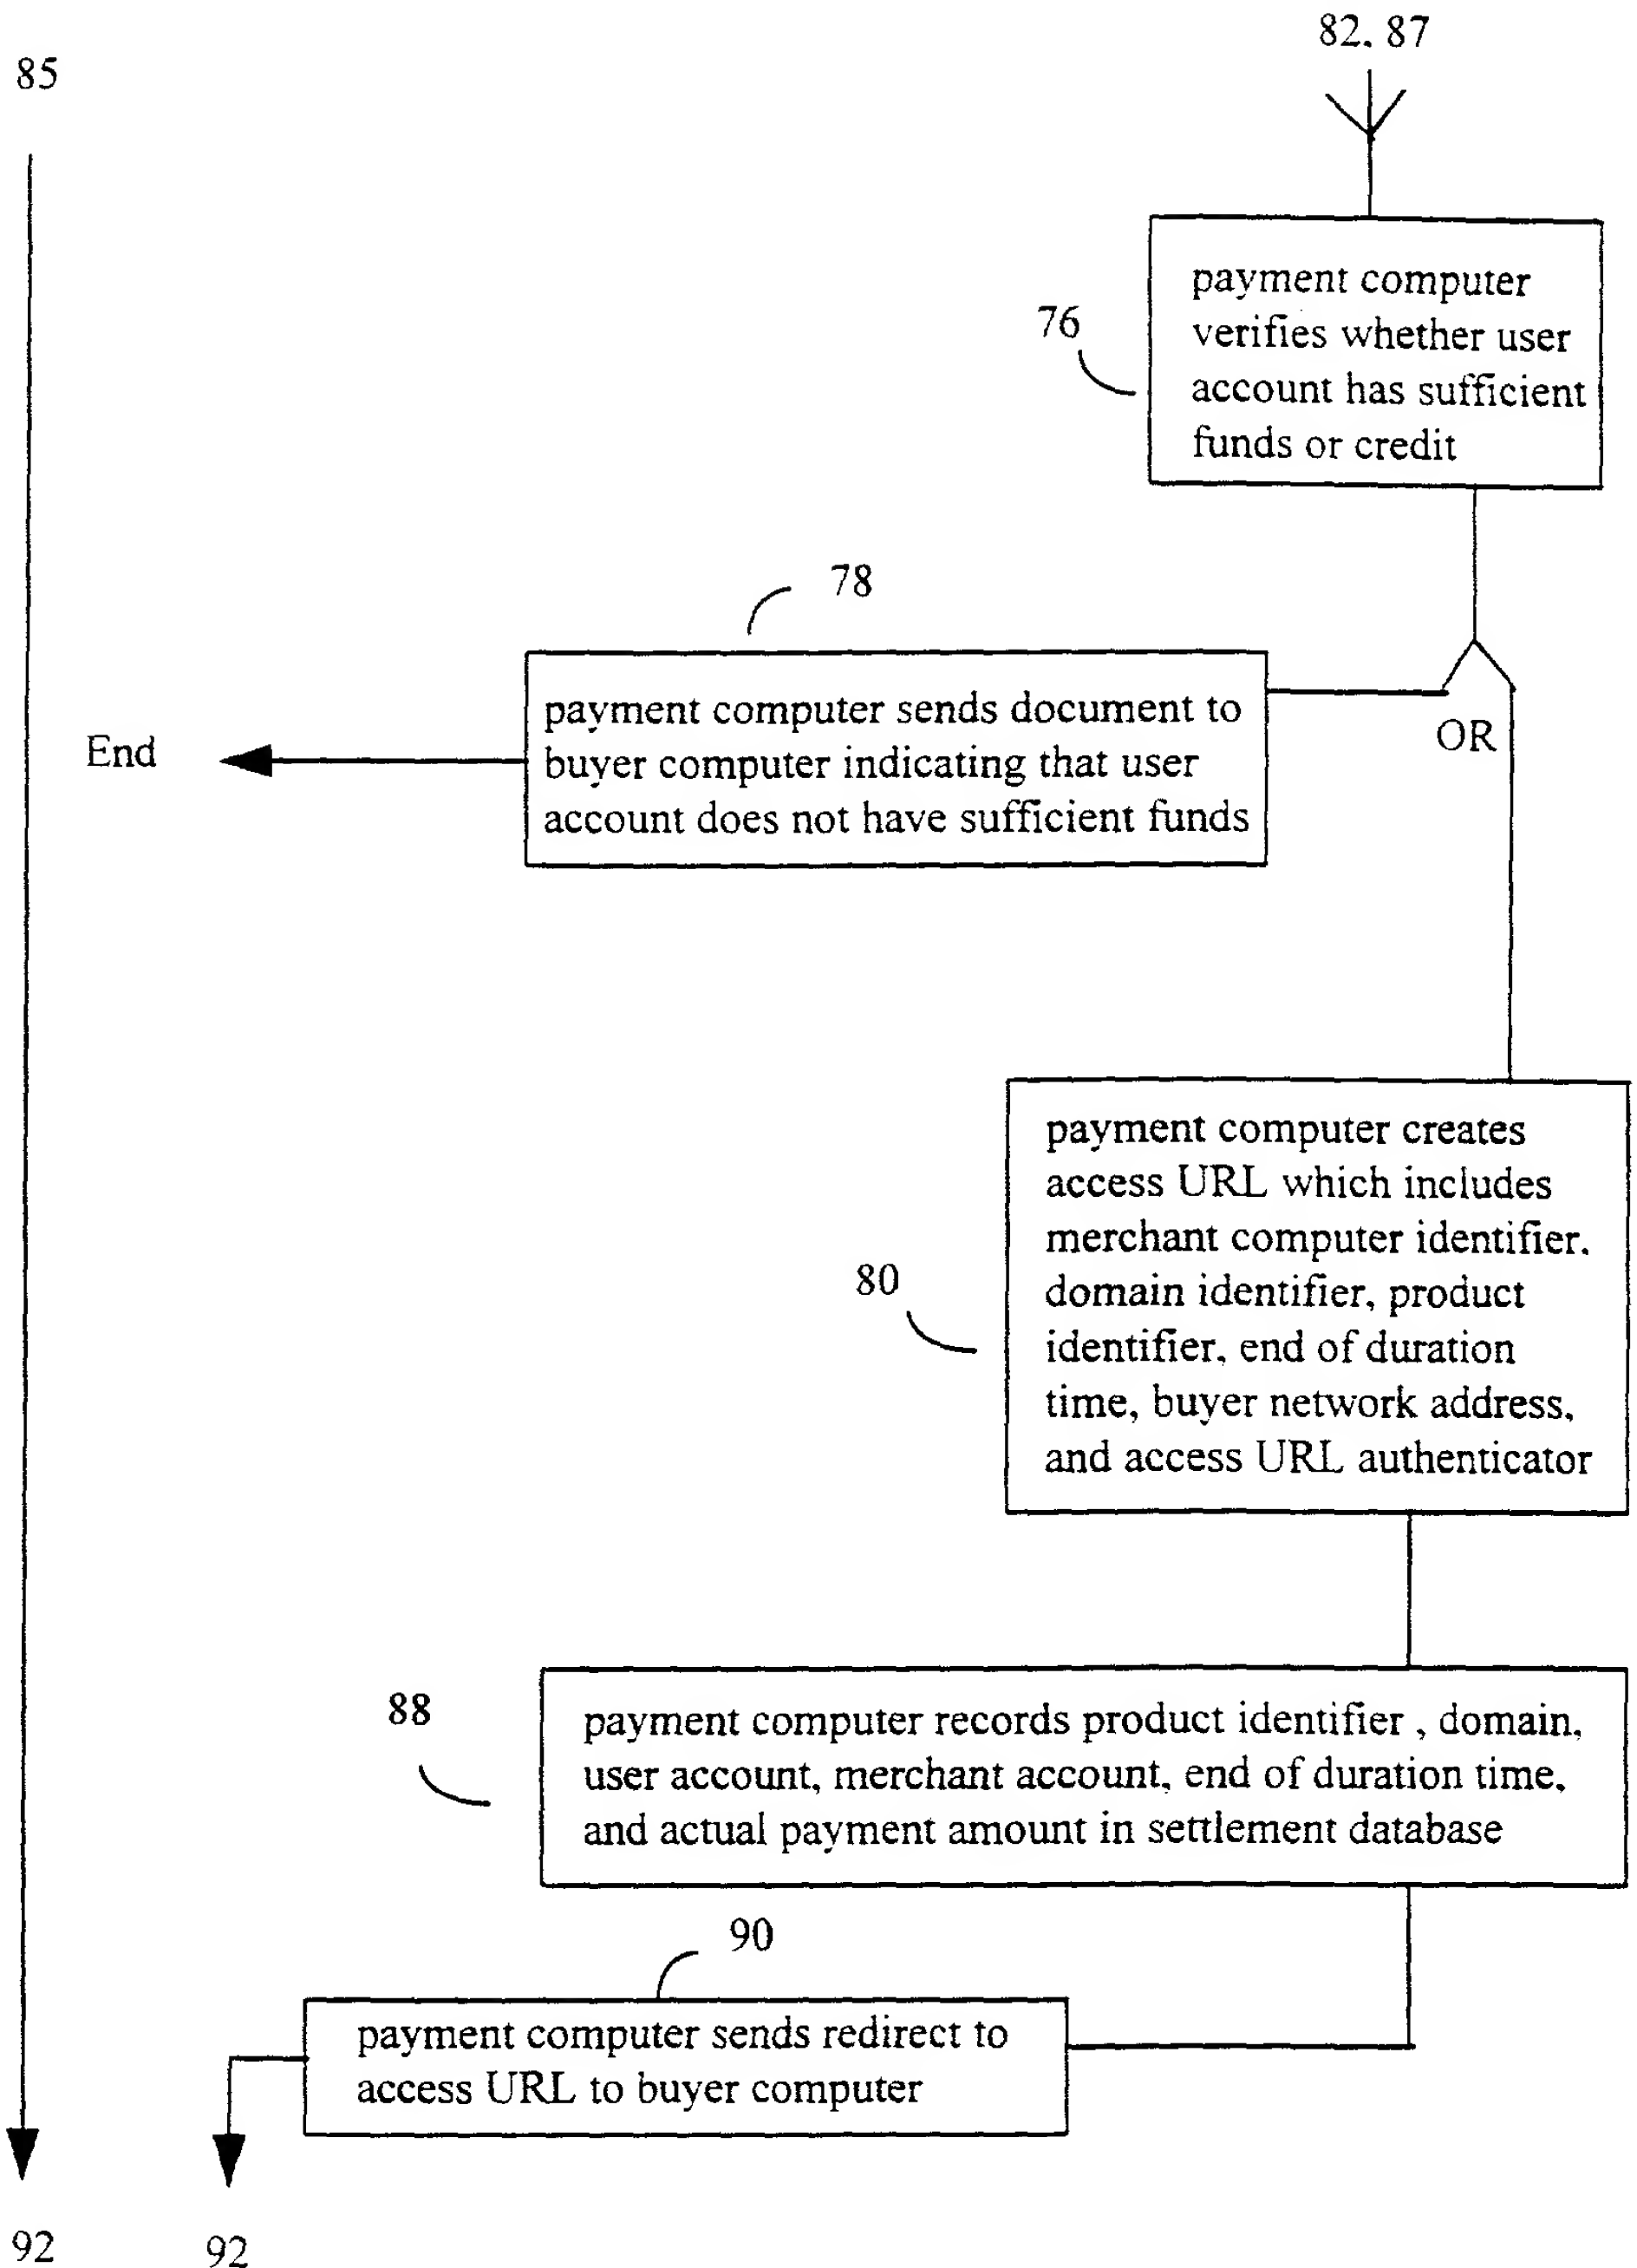 82, 87
85
payment computer
verifies whether user
account has sufficient
funds or credit
76
78
payment computer sends document to
buyer computer indicating that user
account does not have sufficient funds
End
OR
payment computer creates
access URL which includes
merchant computer identifier,
domain identifier, product
identifier, end of duration
time, buyer network address,
and access URL authenticator
80
88
payment computer records product identifier , domain,
user account, merchant account, end of duration time,
and actual payment amount in settlement database
90
payment computer sends redirect to
access URL to buyer computer
92
92